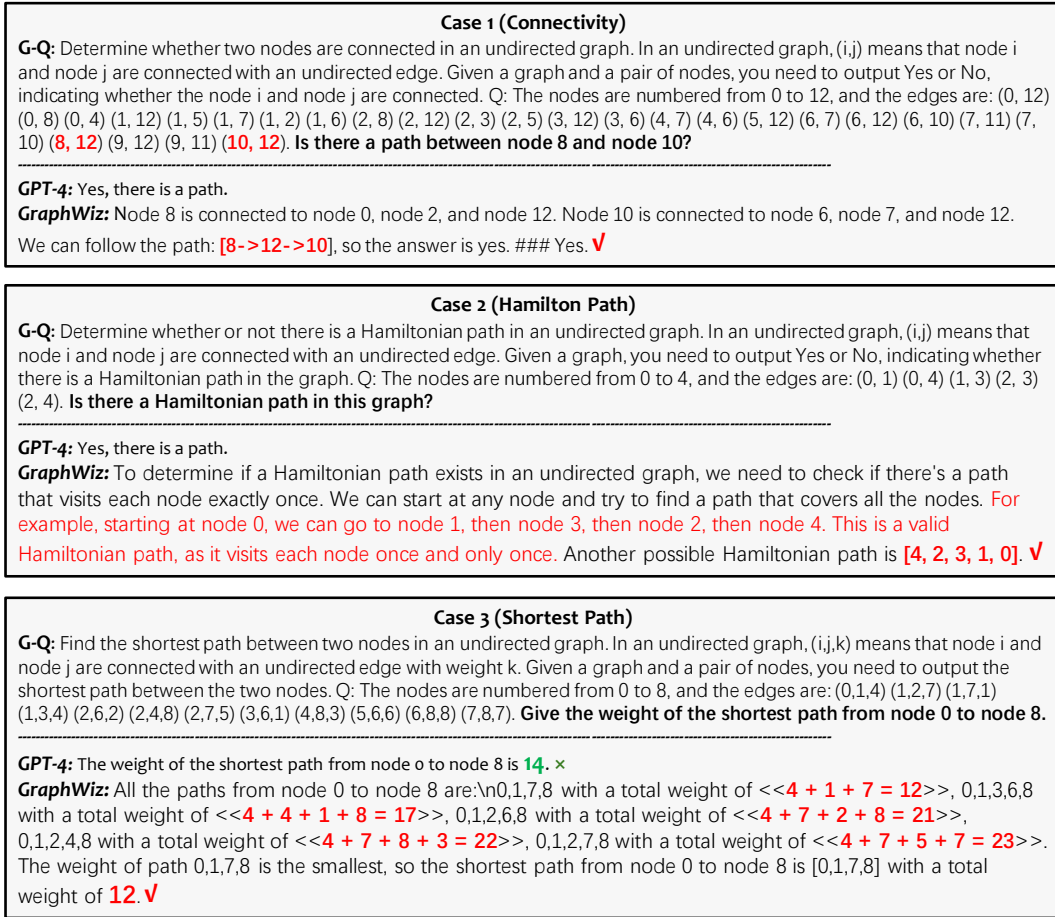 Case 1 (Connectivity)
G-Q: Determine whether two nodes are connected in an undirected graph. In an undirected graph, (i,j) means that node i
and node j are connected with an undirected edge. Given a graph and a pair of nodes, you need to output Yes or No,
indicating whether the node i and node j are connected. Q: The nodes are numbered from 0 to 12, and the edges are: (0, 12)
(0, 8) (0, 4) (1, 12) (1, 5) (1, 7) (1, 2) (1, 6) (2, 8) (2, 12) (2, 3) (2, 5) (3, 12) (3, 6) (4, 7) (4, 6) (5, 12) (6, 7) (6, 12) (6, 10) (7, 11) (7,
10) (8, 12) (9, 12) (9, 11) (10, 12). Is there a path between node 8 and node 10?
GPT-4: Yes, there is a path.
GraphWiz: Node 8 is connected to node 0, node 2, and node 12. Node 10 is connected to node 6, node 7, and node 12.
We can follow the path: [8->12->10], so the answer is yes. ### Yes. √
Case 2 (Hamilton Path)
G-Q: Determine whether or not there is a Hamiltonian path in an undirected graph. In an undirected graph, (i,j) means that
node i and node j are connected with an undirected edge. Given a graph, you need to output Yes or No, indicating whether
there is a Hamiltonian path in the graph. Q: The nodes are numbered from 0 to 4, and the edges are: (0, 1) (0, 4) (1, 3) (2, 3)
(2, 4). Is there a Hamiltonian path in this graph?
GPT-4: Yes, there is a path.
GraphWiz: To determine if a Hamiltonian path exists in an undirected graph, we need to check if there's a path
that visits each node exactly once. We can start at any node and try to find a path that covers all the nodes. For
example, starting at node 0, we can go to node 1, then node 3, then node 2, then node 4. This is a valid
Hamiltonian path, as it visits each node once and only once. Another possible Hamiltonian path is [4, 2, 3, 1, 0]. √
Case 3 (Shortest Path)
G-Q: Find the shortest path between two nodes in an undirected graph. In an undirected graph, (i,j,k) means that node i and
node j are connected with an undirected edge with weight k. Given a graph and a pair of nodes, you need to output the
shortest path between the two nodes. Q: The nodes are numbered from 0 to 8, and the edges are: (0,1,4) (1,2,7) (1,7,1)
(1,3,4) (2,6,2) (2,4,8) (2,7,5) (3,6,1) (4,8,3) (5,6,6) (6,8,8) (7,8,7). Give the weight of the shortest path from node 0 to node 8.
GPT-4: The weight of the shortest path from node 0 to node 8 is 14. ×
GraphWiz: All the paths from node 0 to node 8 are:\n0,1,7,8 with a total weight of <<4 + 1 + 7 = 12>>, 0,1,3,6,8
with a total weight of <<4 + 4 + 1 + 8 = 17>>, 0,1,2,6,8 with a total weight of <<4 + 7 + 2 + 8 = 21>>,
0,1,2,4,8 with a total weight of <<4 + 7 + 8 + 3 = 22>>, 0,1,2,7,8 with a total weight of <<4 + 7 + 5 + 7 = 23>>.
The weight of path 0,1,7,8 is the smallest, so the shortest path from node 0 to node 8 is [0,1,7,8] with a total
weight of 12. √